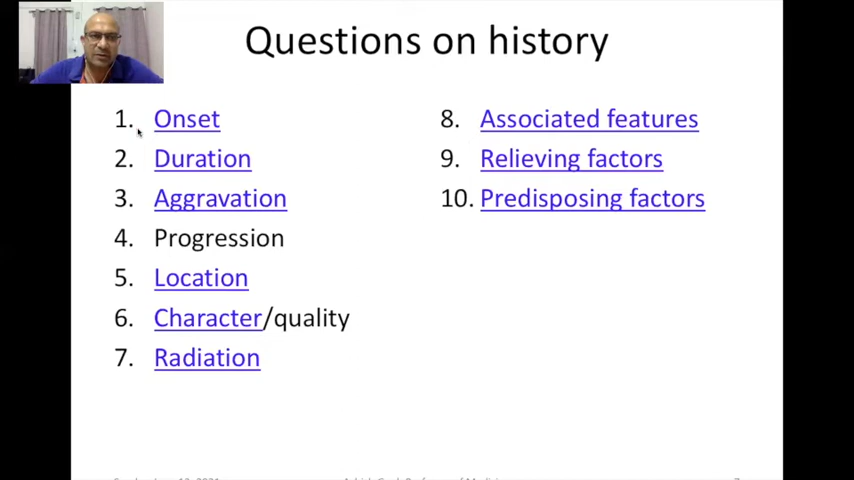 Questions on history
1. Onset
2. Duration
3. Aggravation
4. Progression
5. Location
6. Character/quality
7. Radiation
8. Associated features
9. Relieving factors
10. Predisposing factors